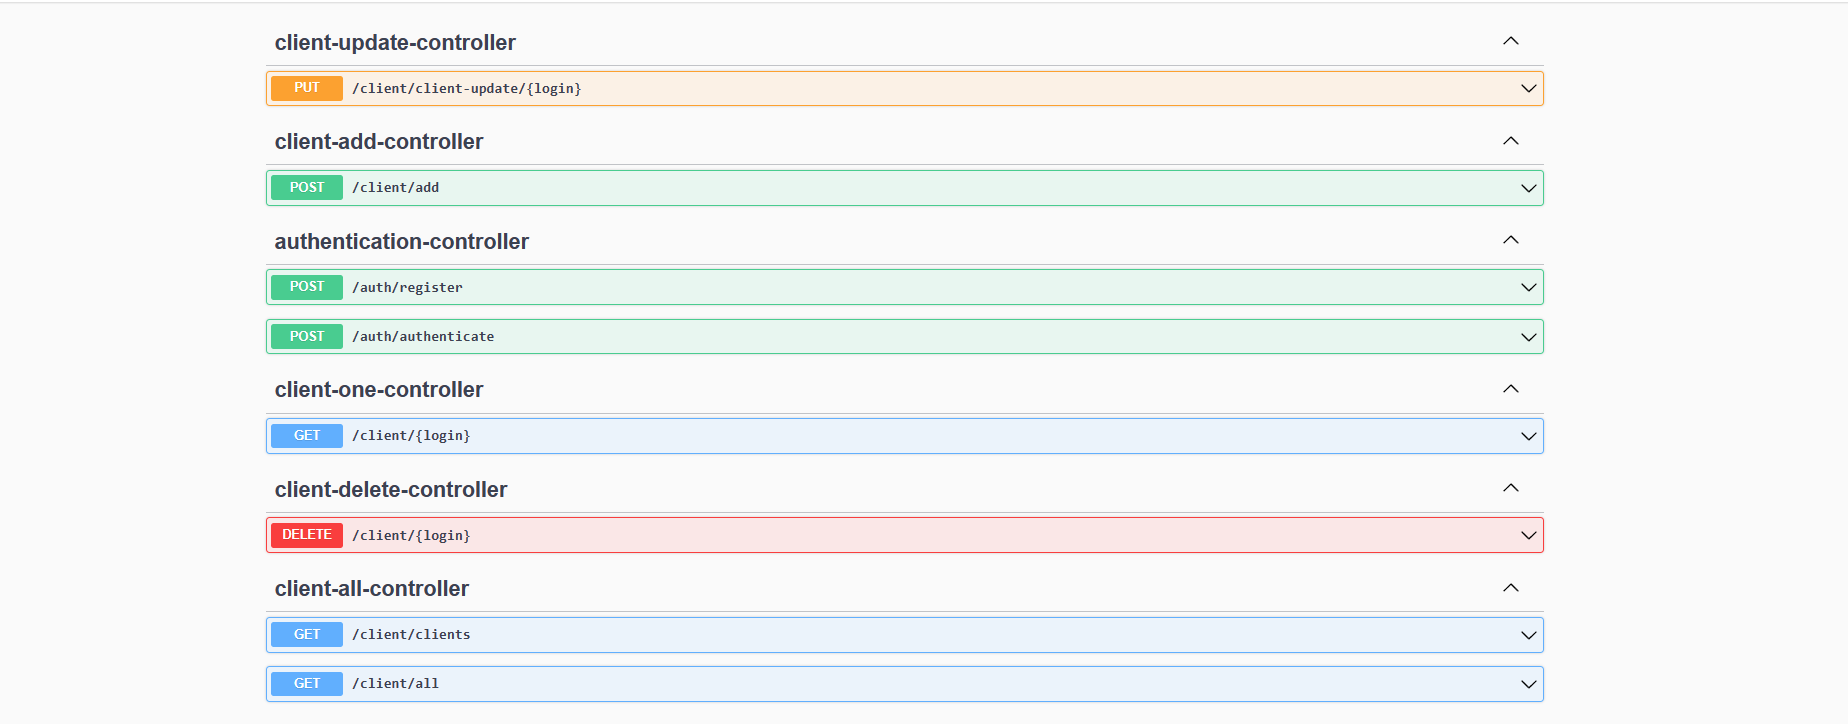 client-update-controller
PUT /client/client-update/{login}
client-add-controller
POST /client/add
authentication-controller
POST /auth/register
POST /auth/authenticate
client-one-controller
GET /client/{login}
client-delete-controller
DELETE /client/{login}
client-all-controller
GET /client/clients
GET /client/all